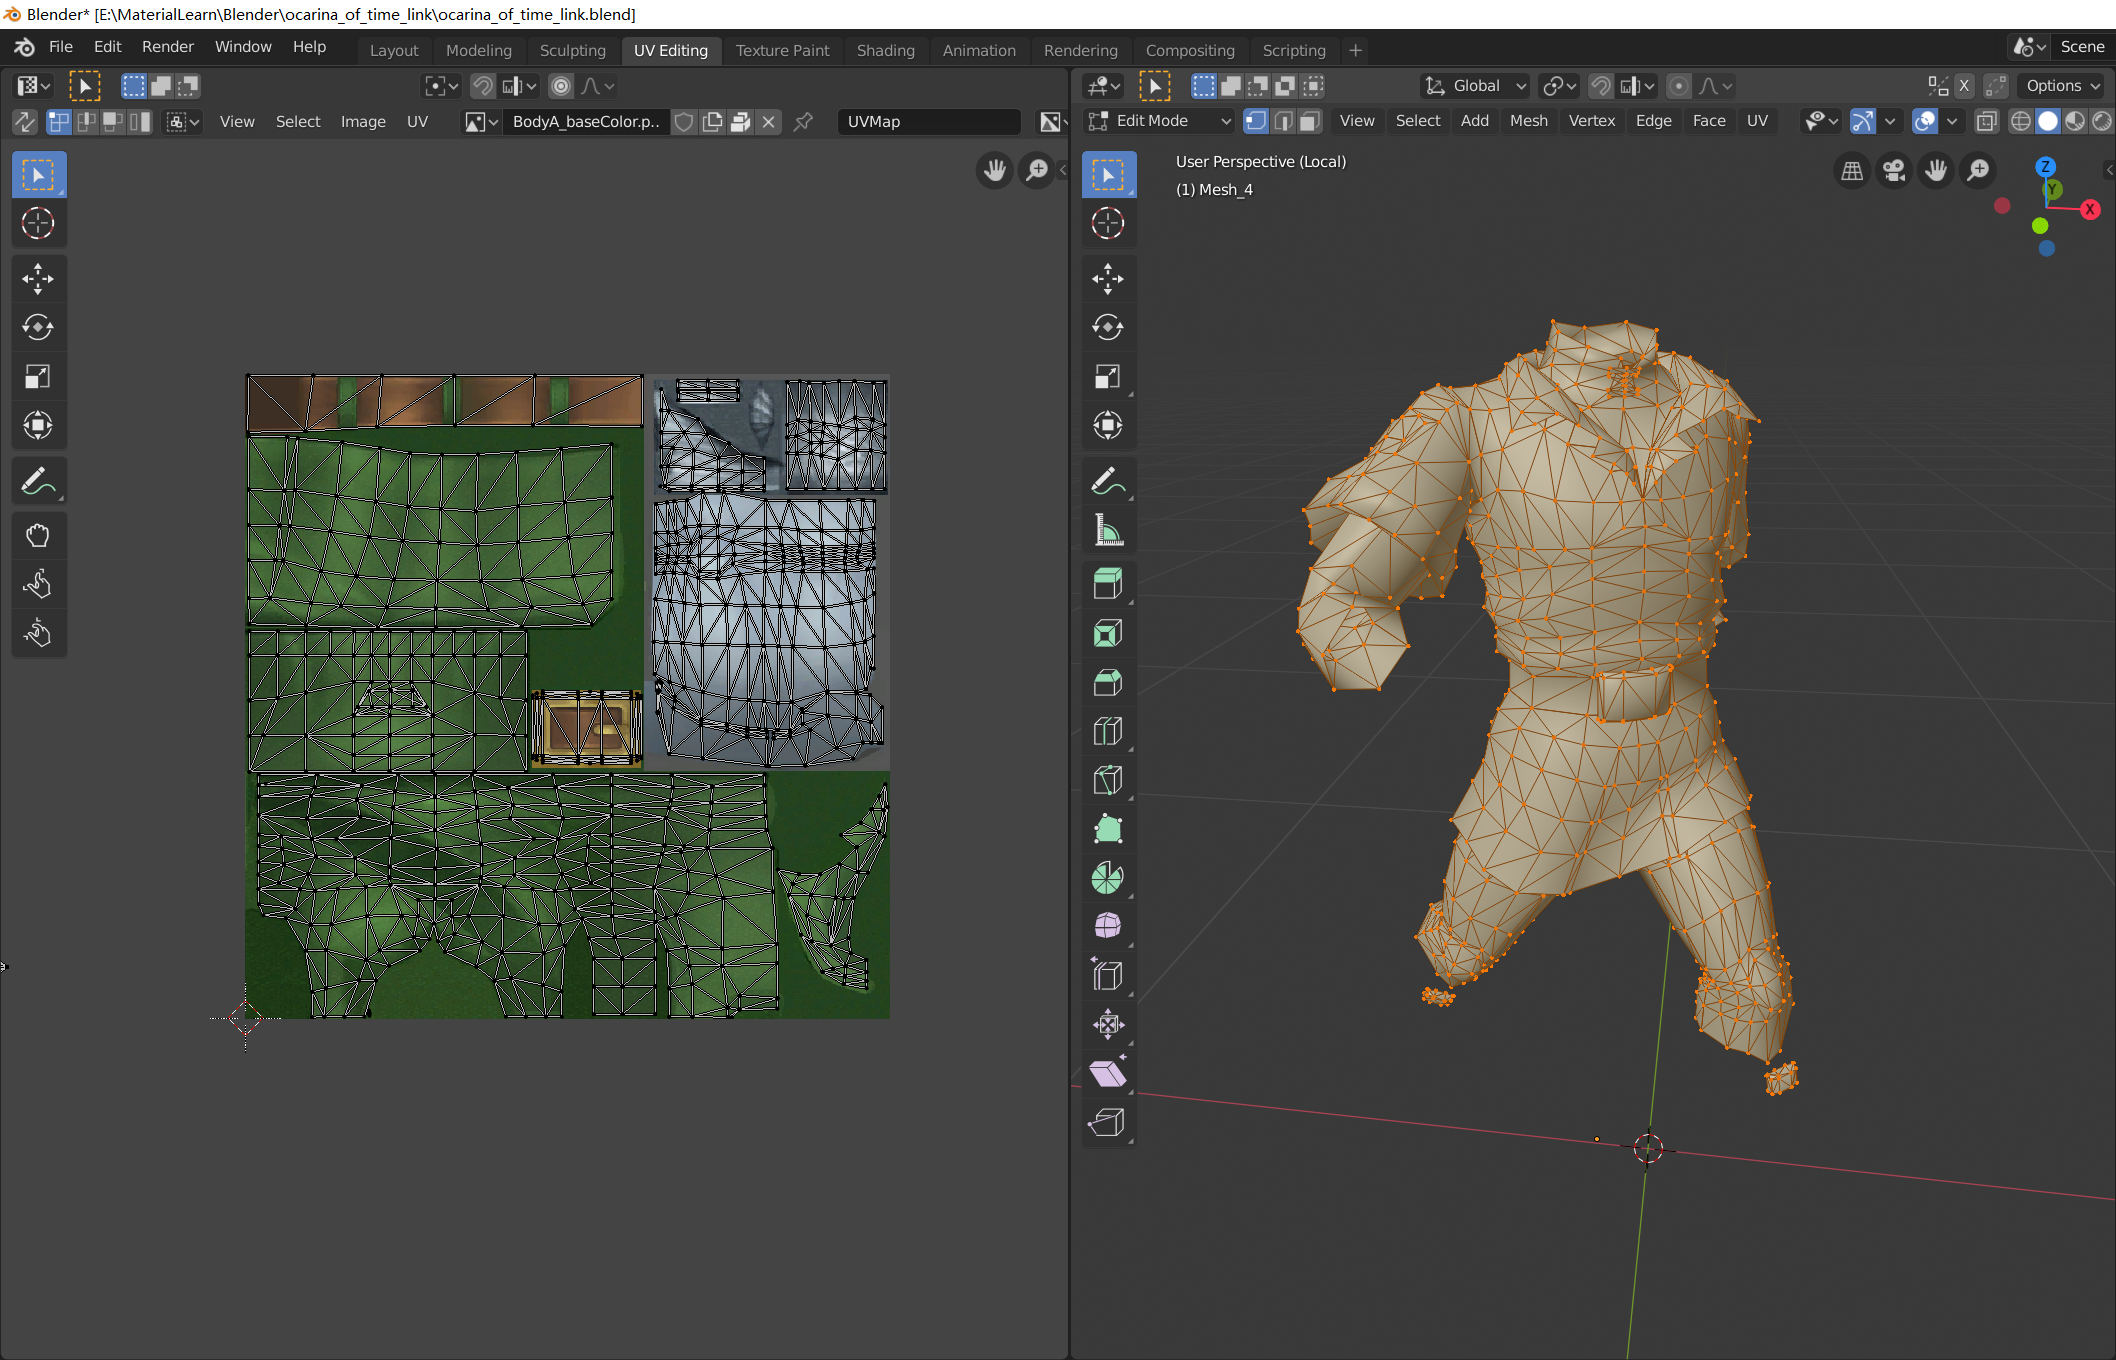 Blender* [E:\MaterialLearn\Blender\ocarina_of_time_link\ocarina_of_time_link.blend]
File Edit Render Window Help Layout Modeling Sculpting UV Editing Texture Paint Shading Animation Rendering Compositing Scripting + Scene
Global X Options
View Select Image UV BodyA_baseColor.p.. UVMap
Edit Mode View Select Add Mesh Vertex Edge Face UV
User Perspective (Local)
(1) Mesh_4
Z
Y
X